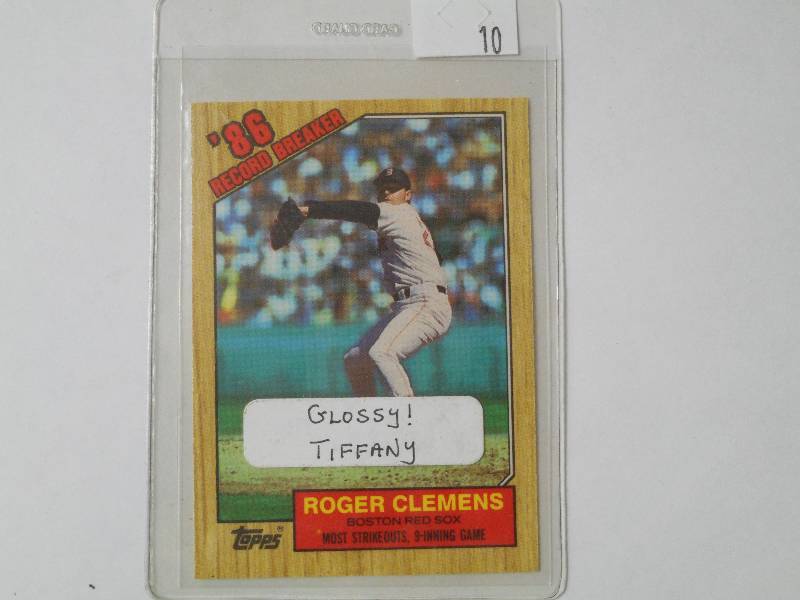 10
'86
RECORD BREAKER
GLOSSY!
TIFFANY
ROGER CLEMENS
BOSTON RED SOX
MOST STRIKEOUTS, 9-INNING GAME
topps®